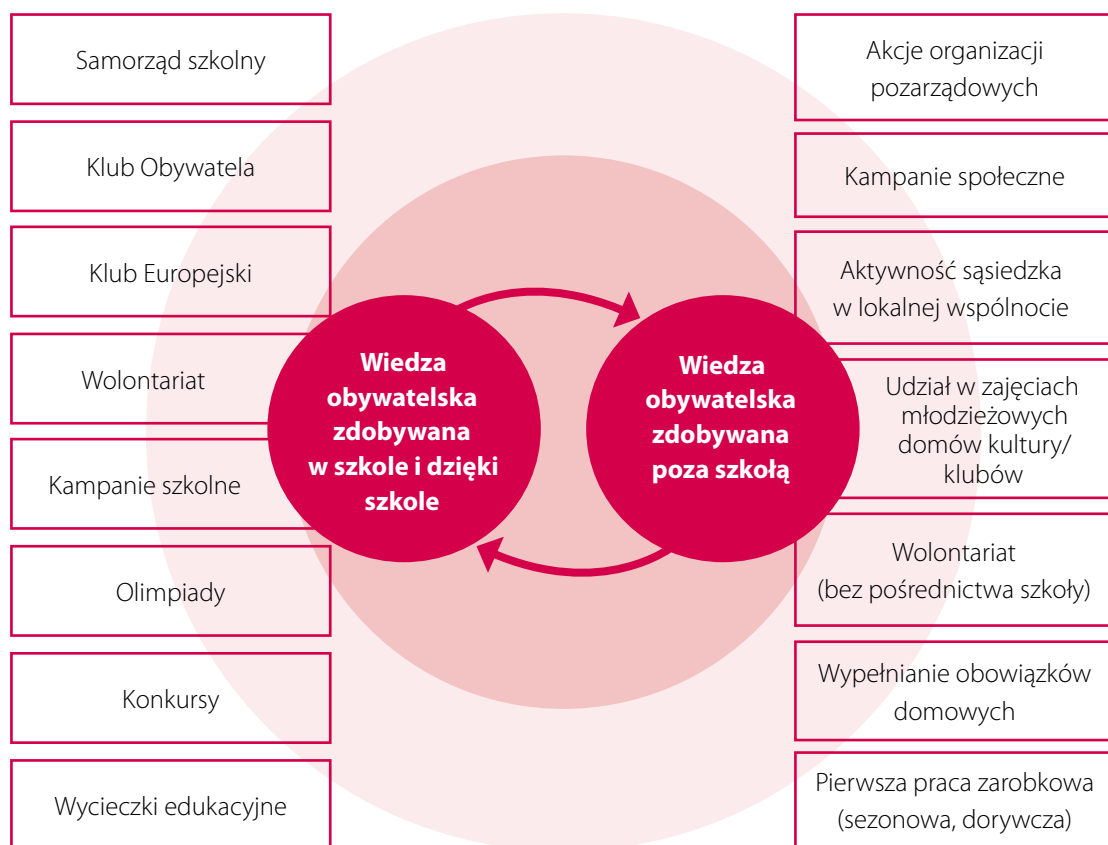 Samorząd szkolny
Klub Obywatela
Klub Europejski
Wolontariat
Kampanie szkolne
Olimpiady
Konkursy
Wycieczki edukacyjne
Wiedza
obywatelska
zdobywana
w szkole i dzięki
szkole
Wiedza
obywatelska
zdobywana
poza szkołą
Akcje organizacji
pozarządowych
Kampanie społeczne
Aktywność sąsiedzka
w lokalnej wspólnocie
Udział w zajęciach
młodzieżowych
domów kultury/
klubów
Wolontariat
(bez pośrednictwa szkoły)
Wypełnianie obowiązków
domowych
Pierwsza praca zarobkowa
(sezonowa, dorywcza)